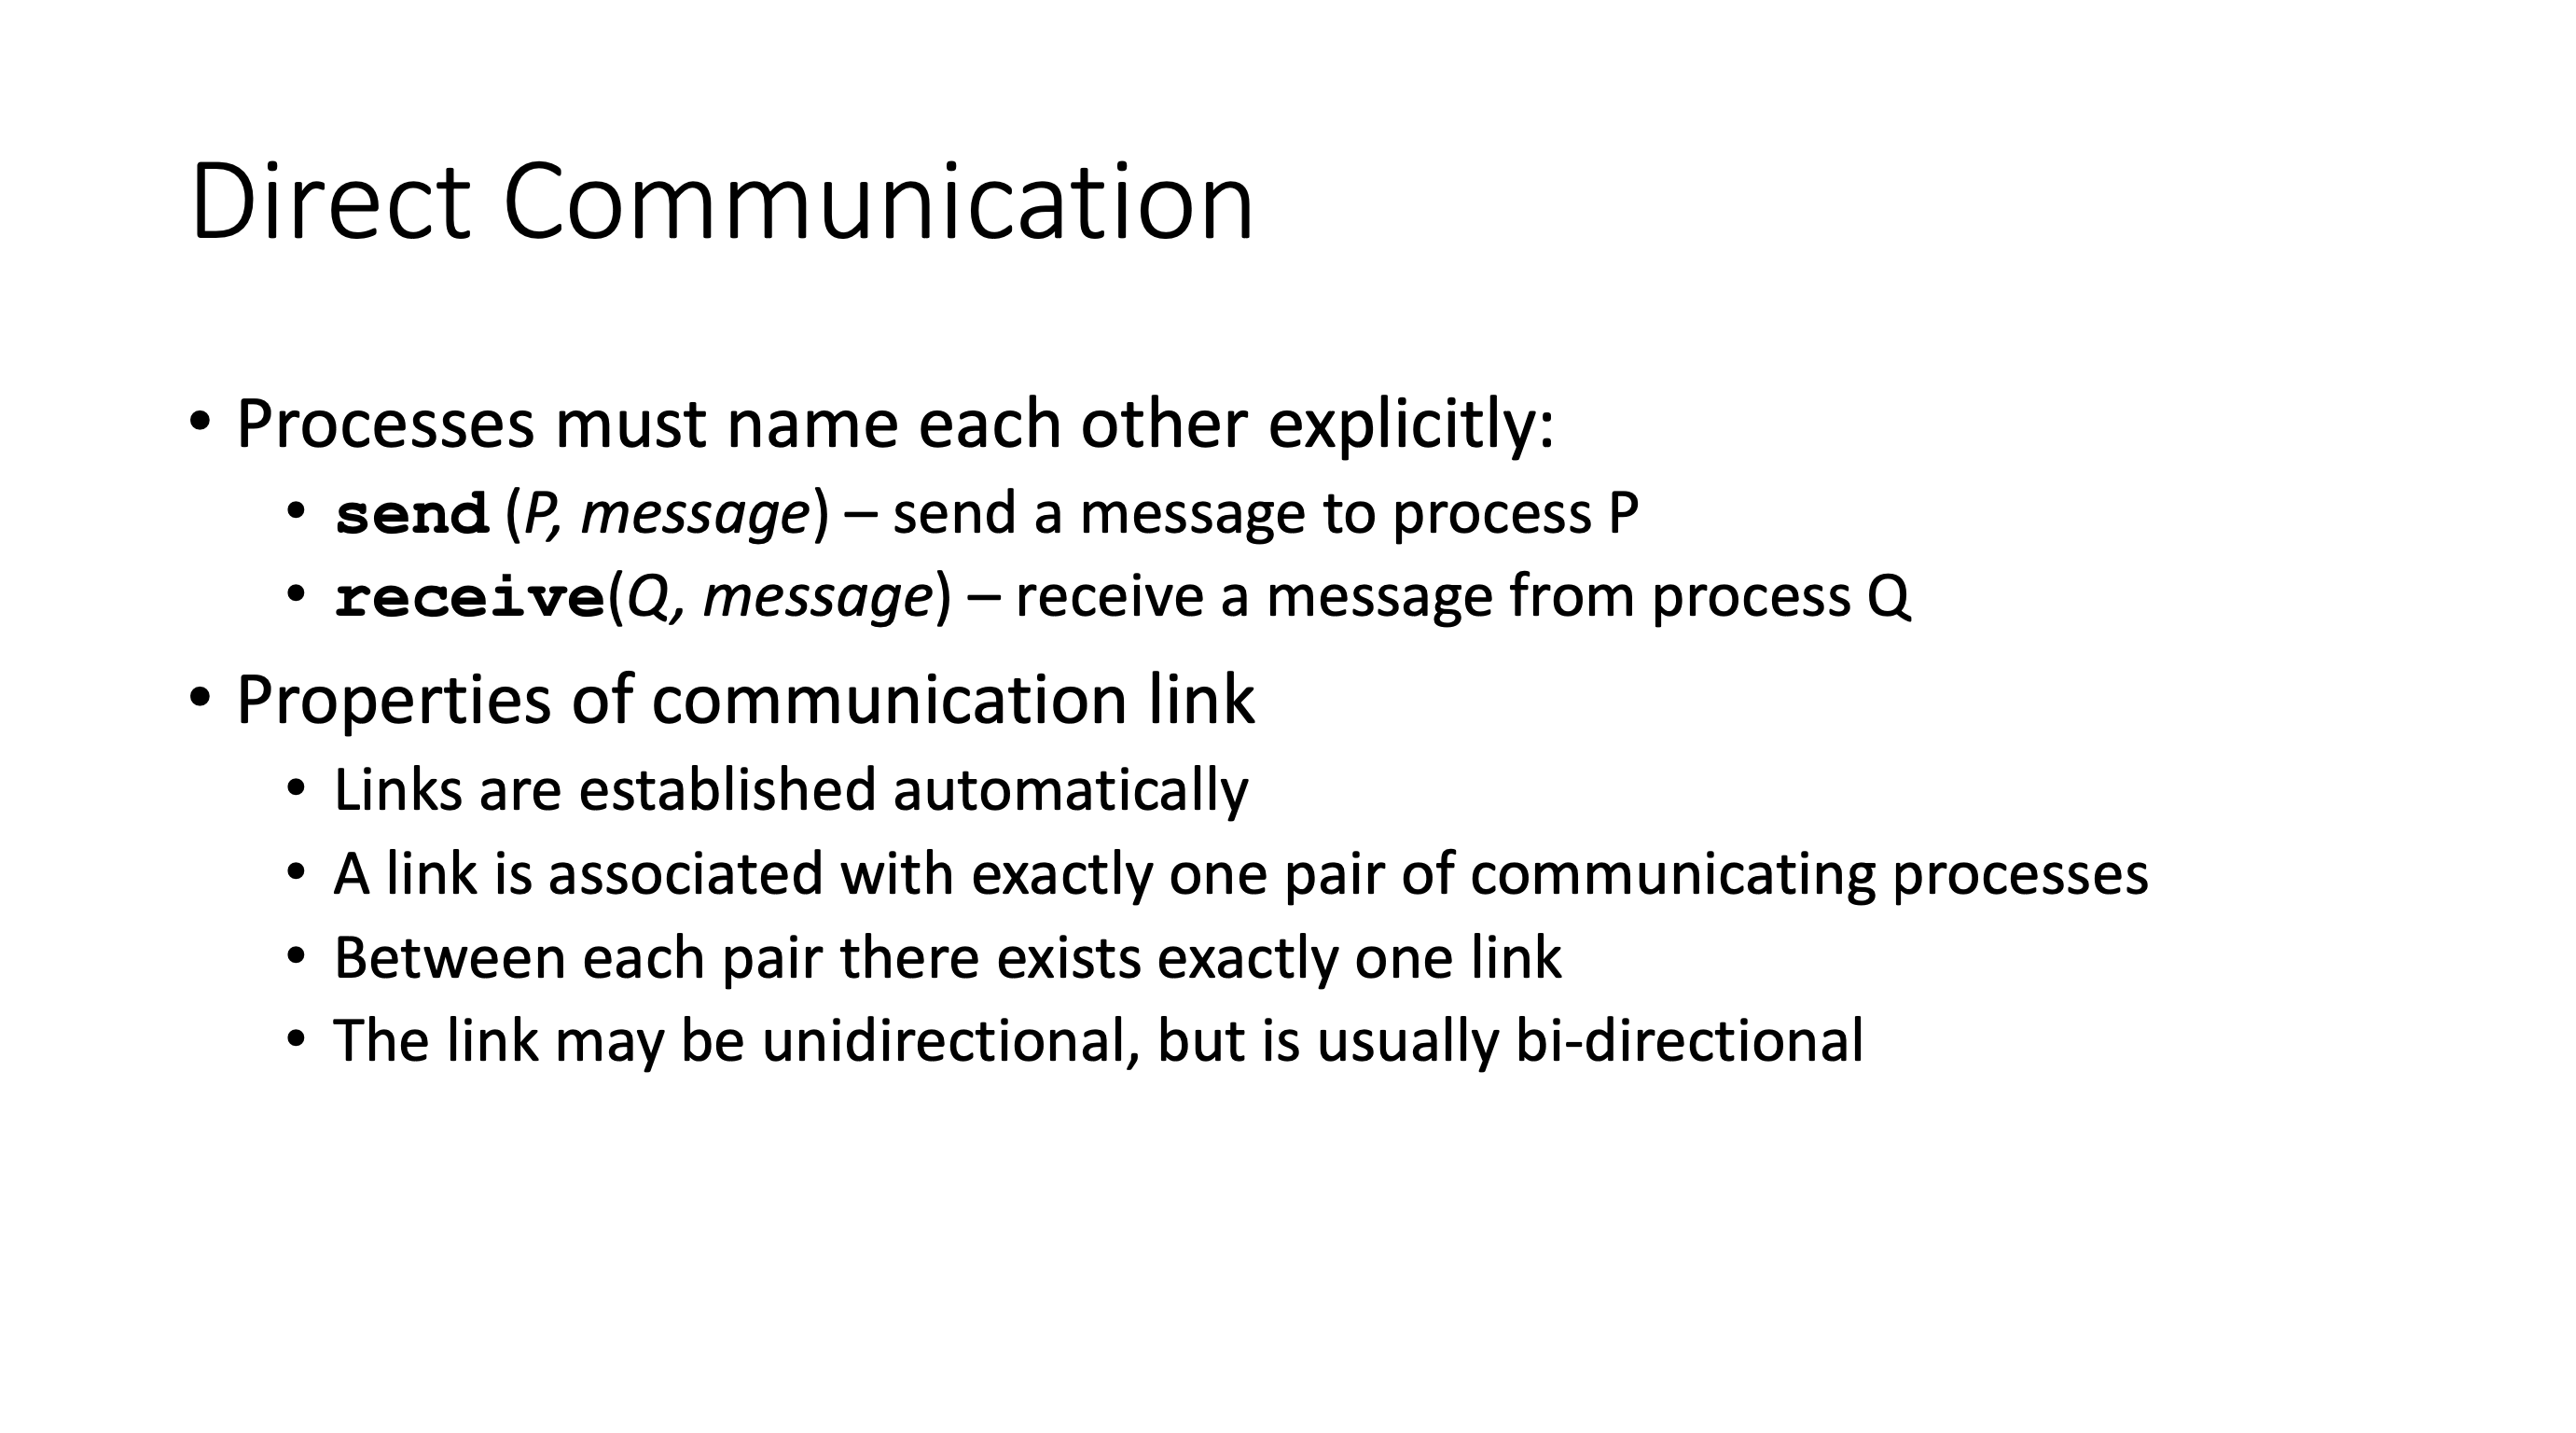 Direct Communication
• Processes must name each other explicitly:
• send (P, message) – send a message to process P
• receive(Q, message) – receive a message from process Q
• Properties of communication link
• Links are established automatically
• A link is associated with exactly one pair of communicating processes
• Between each pair there exists exactly one link
• The link may be unidirectional, but is usually bi-directional